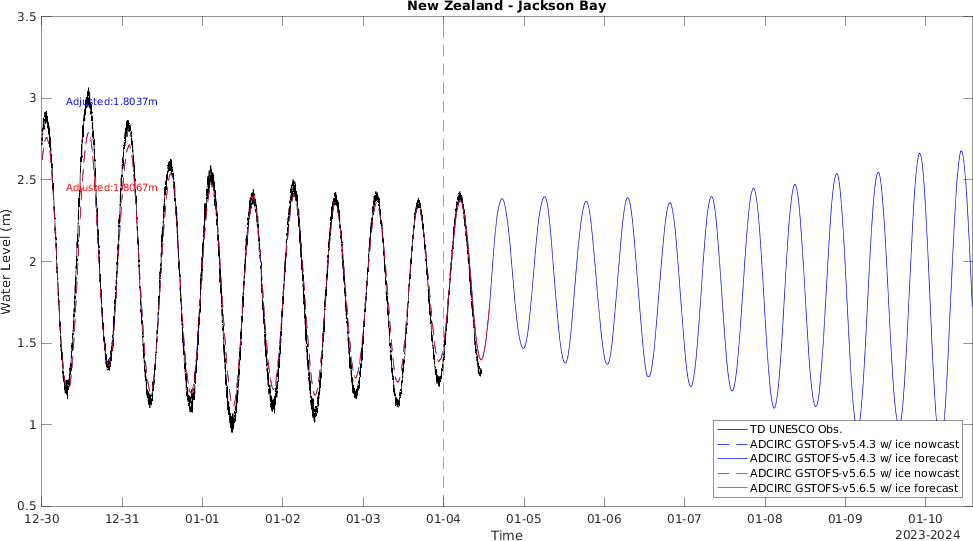 New Zealand - Jackson Bay
3.5
3
2.5
2
1.5
1
0.5
Water Level (m)
Adjusted:1.8037m
Adjusted:1.8067m
TD UNESCO Obs.
ADCIRC GSTOFS-v5.4.3 w/ ice nowcast
ADCIRC GSTOFS-v5.4.3 w/ ice forecast
ADCIRC GSTOFS-v5.6.5 w/ ice nowcast
ADCIRC GSTOFS-v5.6.5 w/ ice forecast
12-30 12-31 01-01 01-02 01-03 01-04 01-05 01-06 01-07 01-08 01-09 01-10
Time
2023-2024